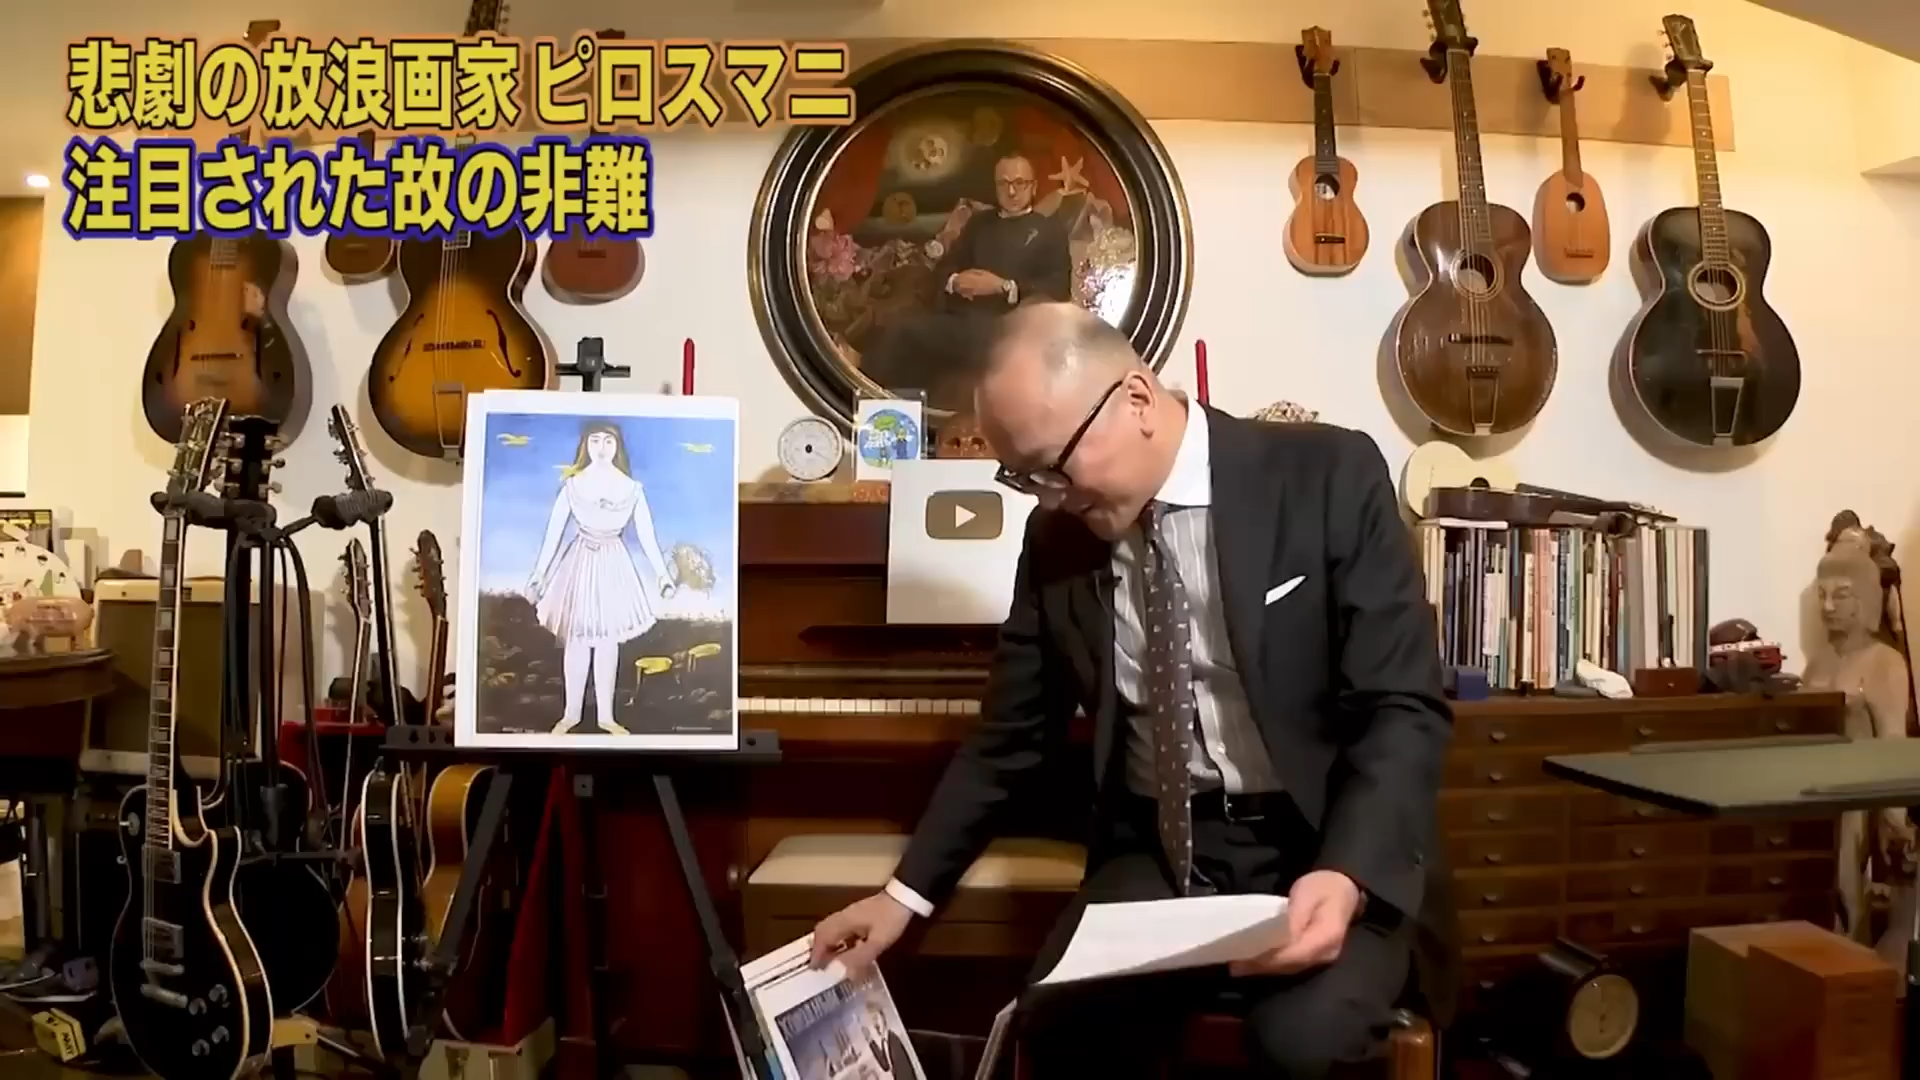 悲劇の放浪画家 ピロスマニ
注目された故の非難